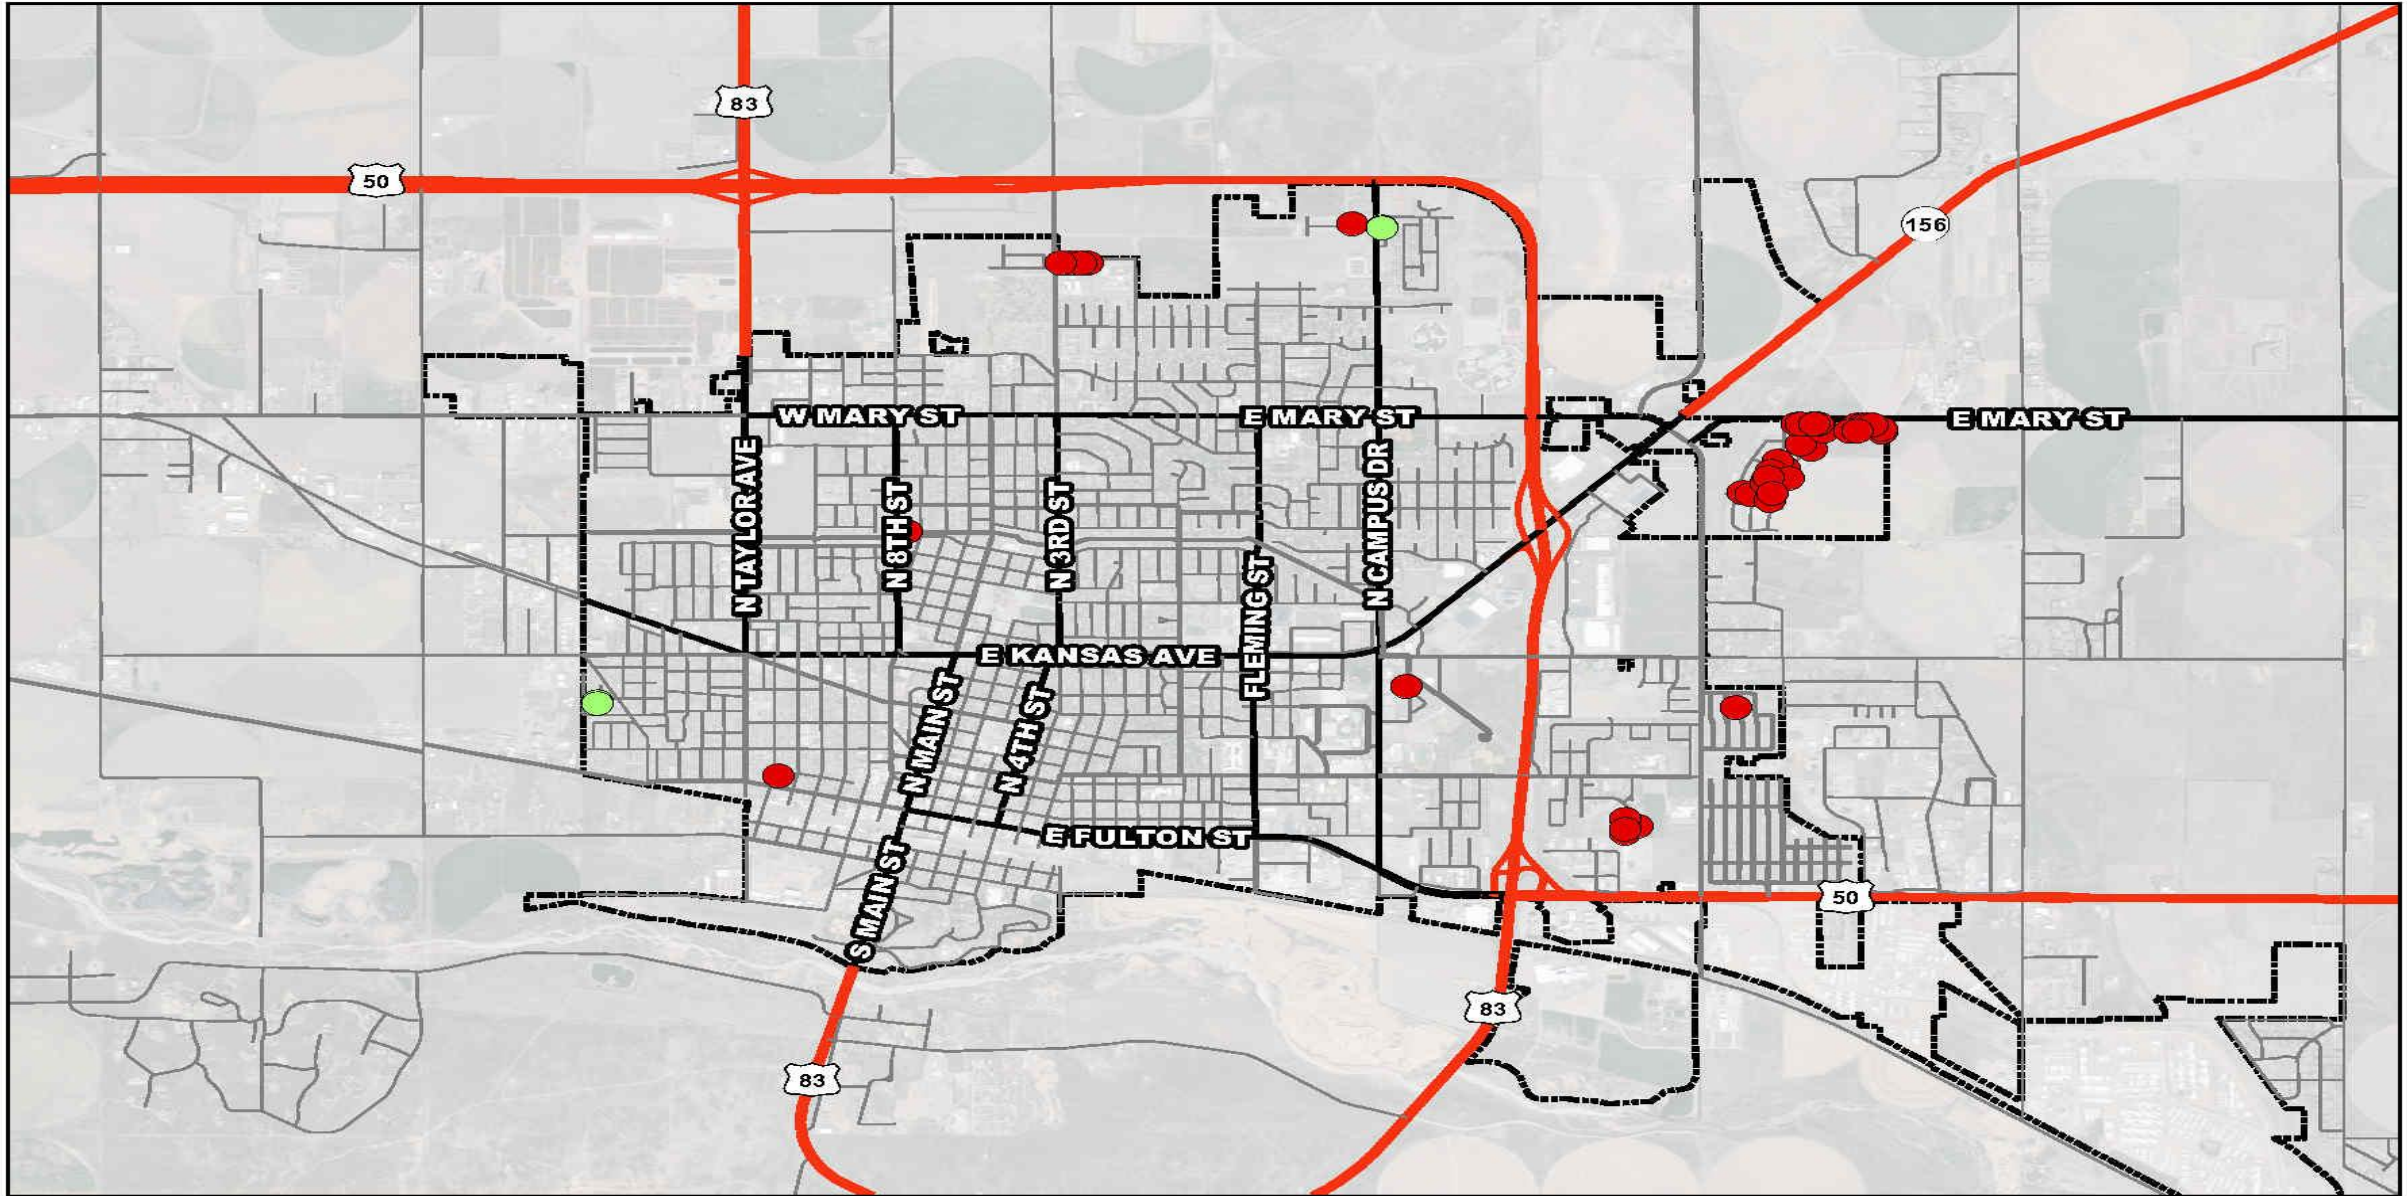 83
50
156
W MARY ST
E MARY ST
E MARY ST
N TAYLOR AVE
N 8TH ST
N 3RD ST
FLEMING ST
N CAMPUS DR
E KANSAS AVE
N MAIN ST
N 4TH ST
E FULTON ST
S MAIN ST
50
83
83